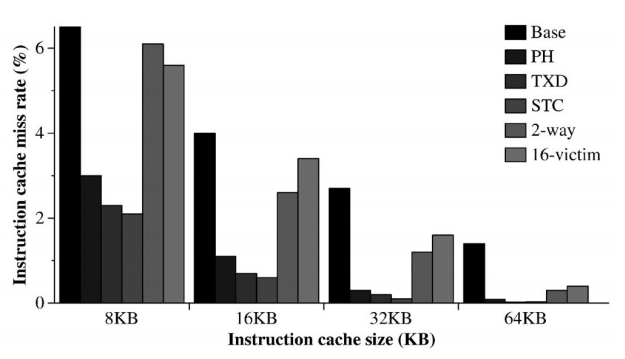 Instruction cache miss rate (%)
6
4
2
0
Base
PH
TXD
STC
2-way
16-victim
8KB
16KB
32KB
64KB
Instruction cache size (KB)